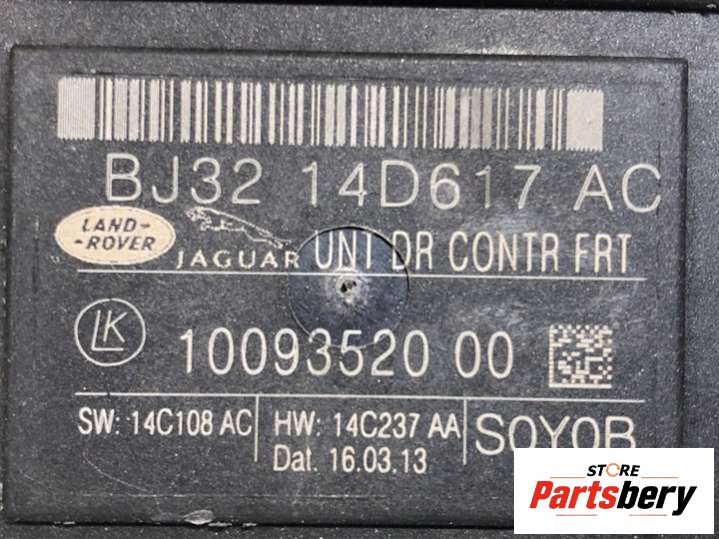 BJ32 14D617 AC
LAND-
-ROVER
JAGUAR
UNI DR CONTR FRT
LK
10093520 00
SW: 14C108 AC
HW: 14C237 AA
Dat. 16.03.13
SOYOB
STORE
Partsbery